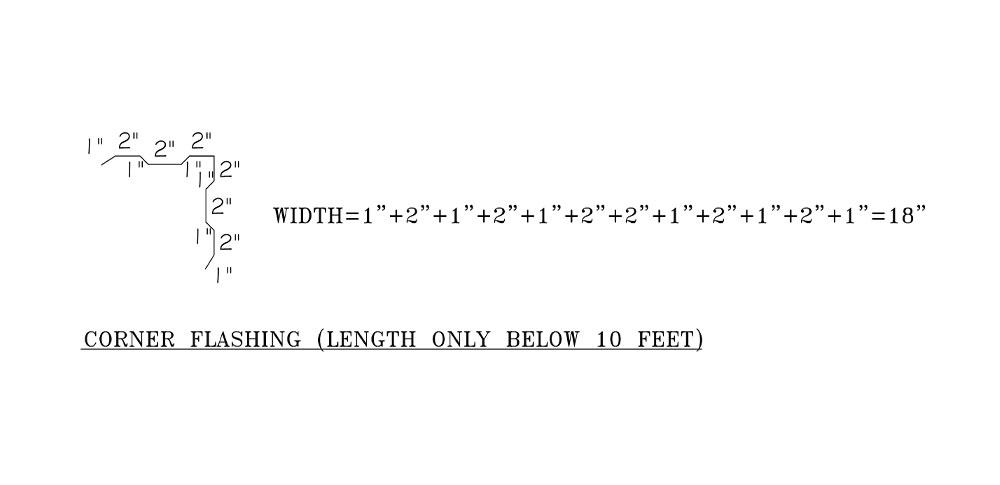 1" 2" 2" 2"
1" 1" 2"
1"
2"
WIDTH=1”+2”+1”+2”+1”+2”+2”+1”+2”+1”+2”+1”=18”
1" 2"
1"
CORNER FLASHING (LENGTH ONLY BELOW 10 FEET)